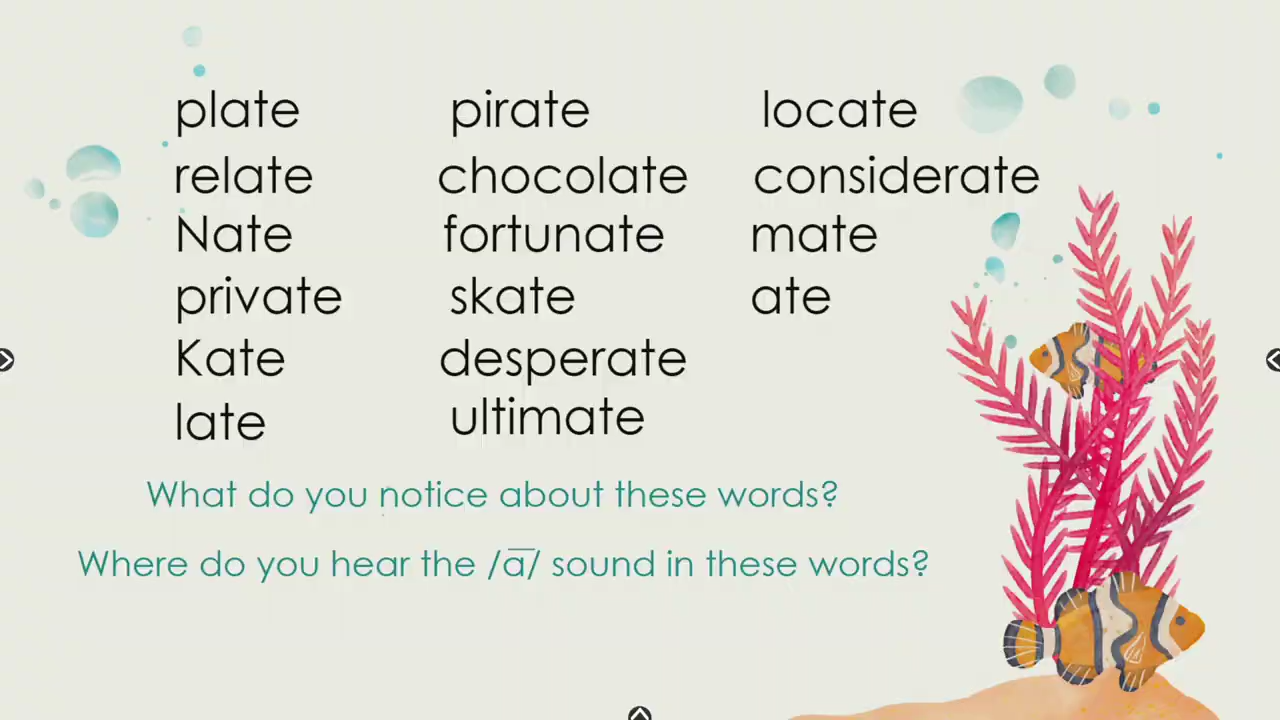 plate pirate locate
relate chocolate considerate
Nate fortunate mate
private skate ate
Kate desperate
late ultimate
What do you notice about these words?
Where do you hear the /a̅/ sound in these words?